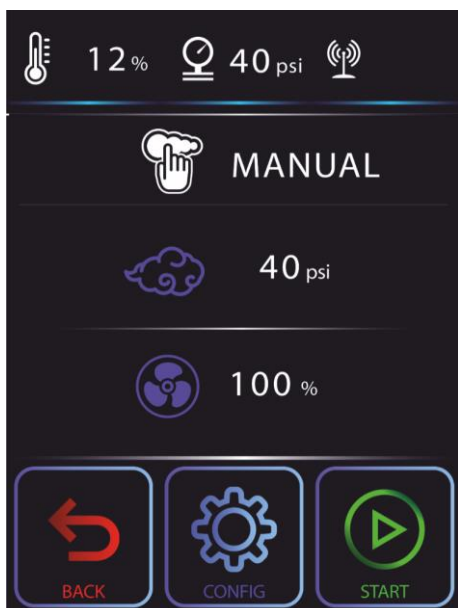 12% 40 psi
MANUAL
40 psi
100 %
BACK CONFIG START